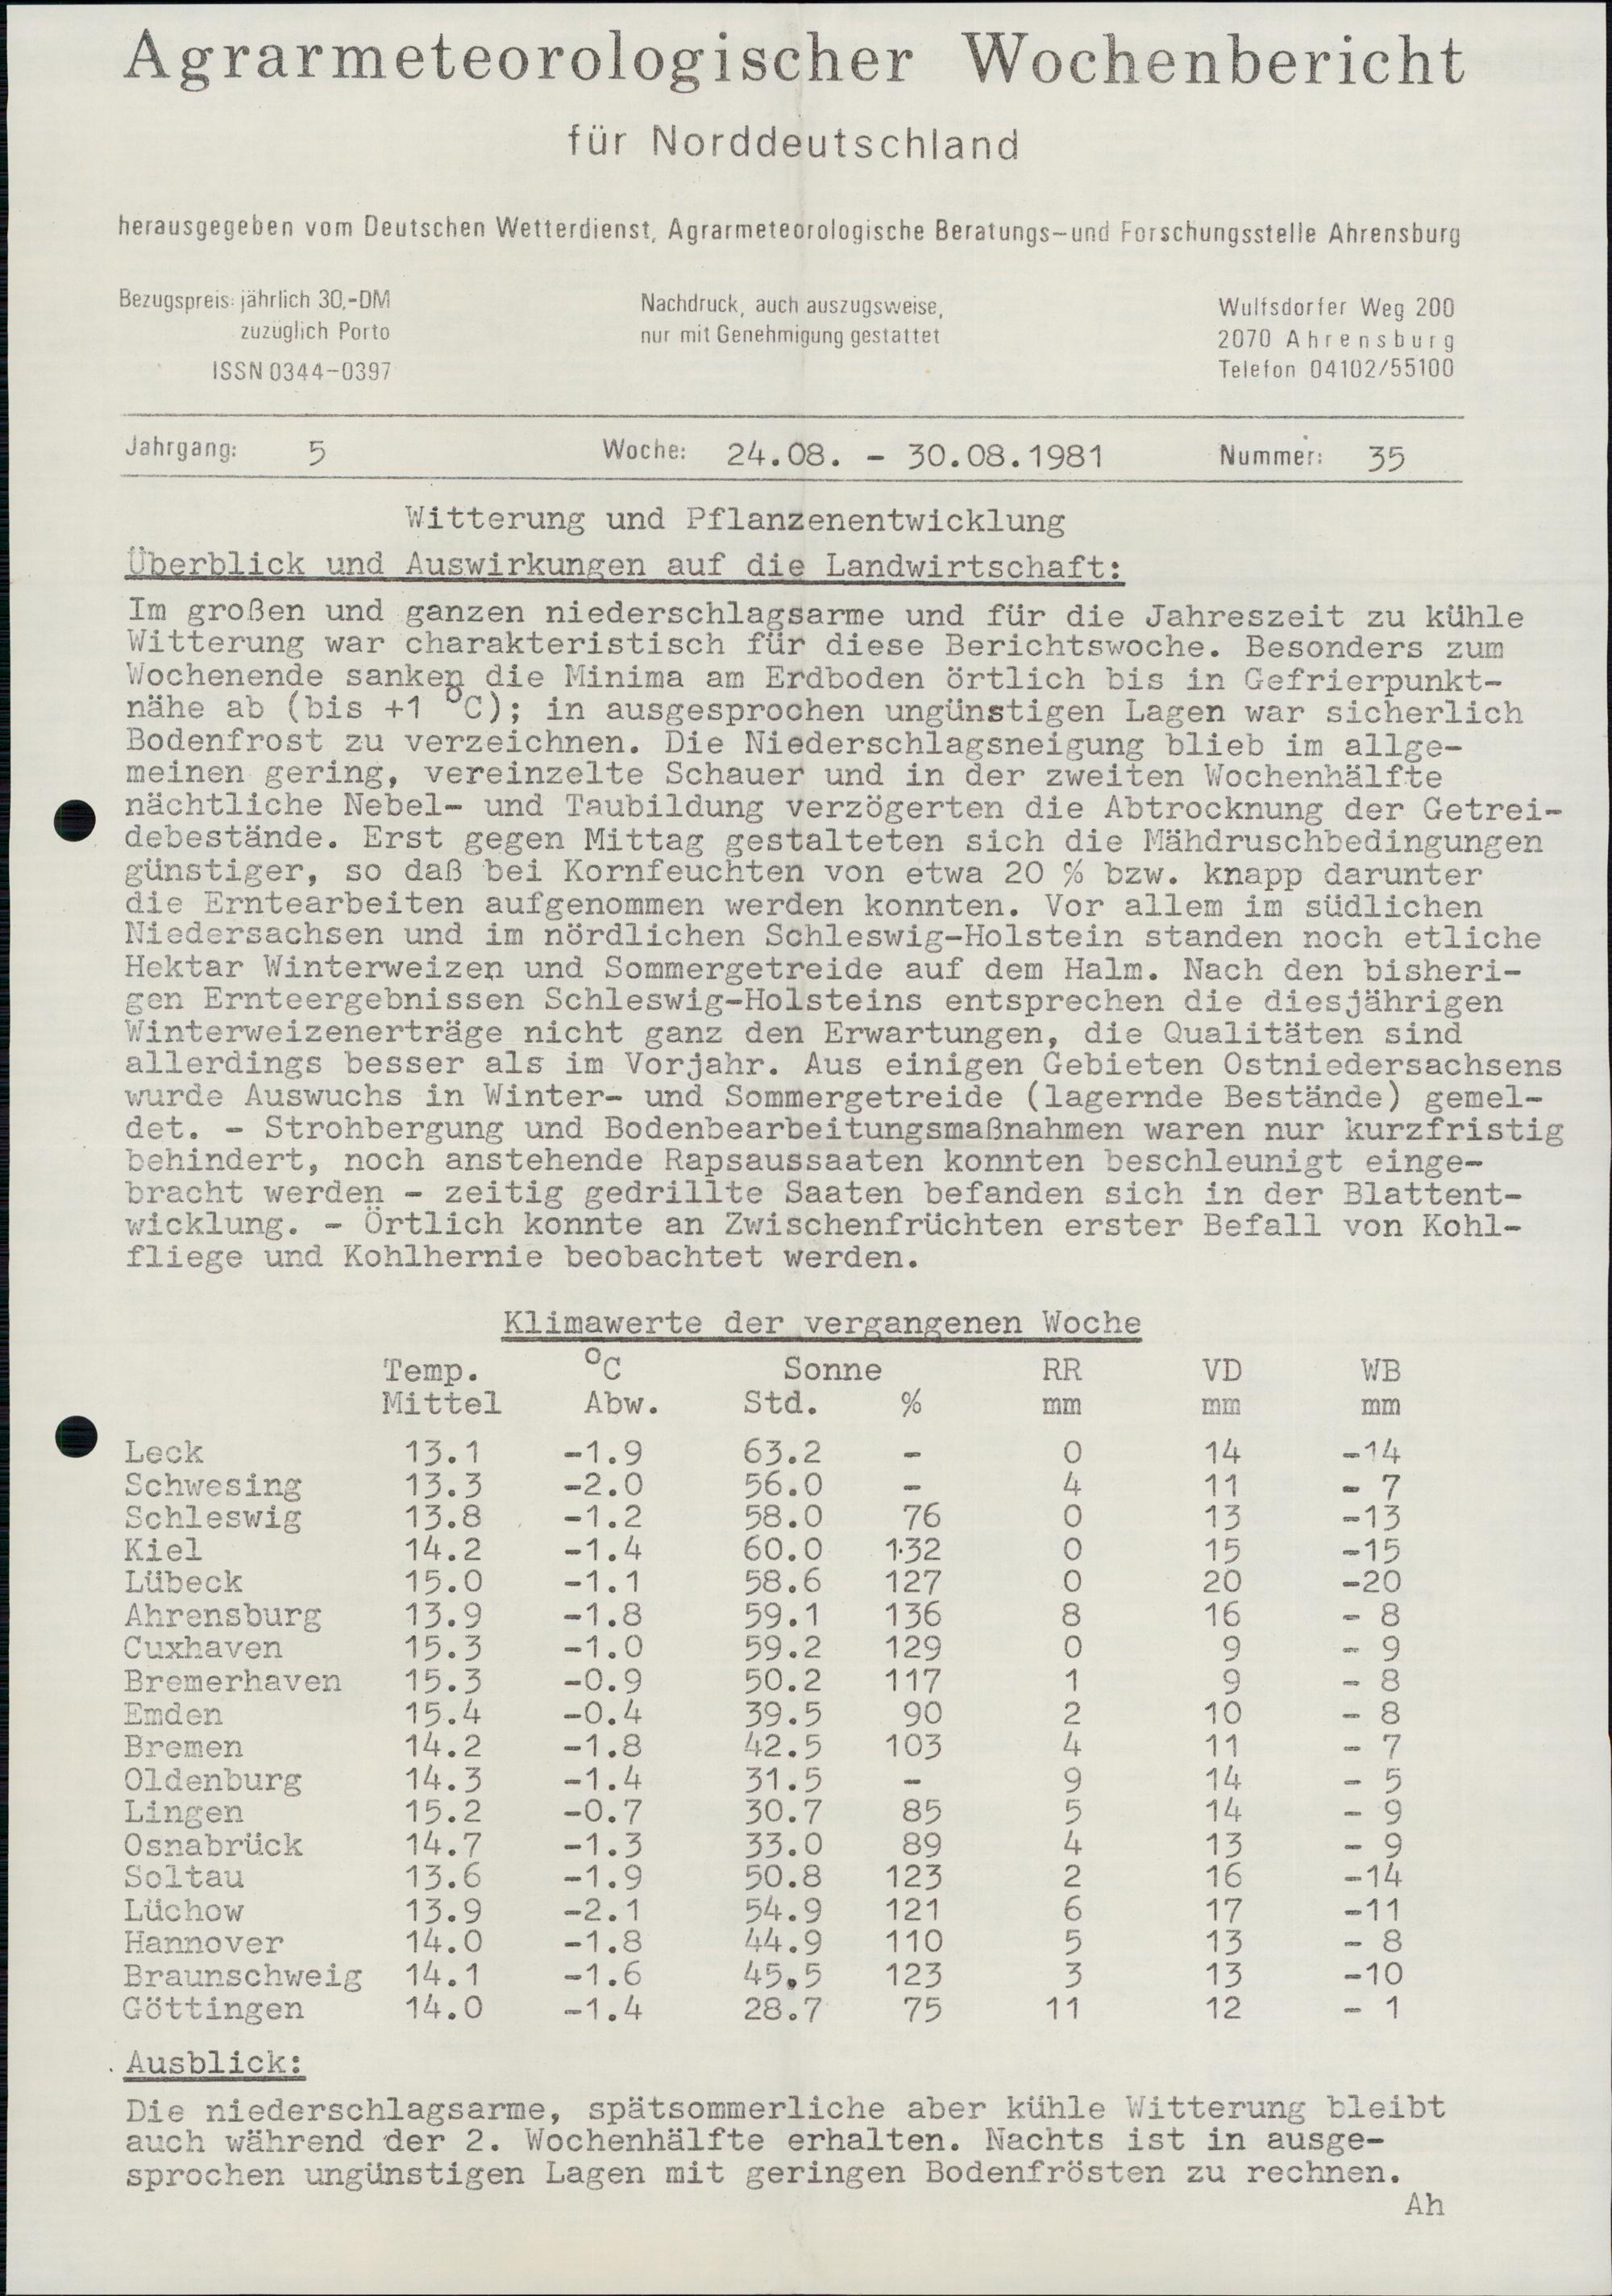 Agrarmeteorologischer Wochenbericht
für Norddeutschland
herausgegeben vom Deutschen Wetterdienst, Agrarmeteorologische Beratungs-und Forschungsstelle Ahrensburg
Bezugspreis: jährlich 30,-DM
zuzüglich Porto
ISSN 0344-0397
Nachdruck, auch auszugsweise,
nur mit Genehmigung gestattet
Wulfsdorfer Weg 200
2070 Ahrensburg
Telefon 04102/55100
Jahrgang: 5 Woche: 24.08. - 30.08.1981 Nummer: 35
Witterung und Pflanzenentwicklung
Überblick und Auswirkungen auf die Landwirtschaft:
Im großen und ganzen niederschlagsarme und für die Jahreszeit zu kühle
Witterung war charakteristisch für diese Berichtswoche. Besonders zum
Wochenende sanken die Minima am Erdboden örtlich bis in Gefrierpunkt-
nähe ab (bis +1 °C); in ausgesprochen ungünstigen Lagen war sicherlich
Bodenfrost zu verzeichnen. Die Niederschlagsneigung blieb im allge-
meinen gering, vereinzelte Schauer und in der zweiten Wochenhälfte
nächtliche Nebel- und Taubildung verzögerten die Abtrocknung der Getrei-
debestände. Erst gegen Mittag gestalteten sich die Mähdruschbedingungen
günstiger, so daß bei Kornfeuchten von etwa 20 % bzw. knapp darunter
die Erntearbeiten aufgenommen werden konnten. Vor allem im südlichen
Niedersachsen und im nördlichen Schleswig-Holstein standen noch etliche
Hektar Winterweizen und Sommergetreide auf dem Halm. Nach den bisheri-
gen Ernteergebnissen Schleswig-Holsteins entsprechen die diesjährigen
Winterweizenerträge nicht ganz den Erwartungen, die Qualitäten sind
allerdings besser als im Vorjahr. Aus einigen Gebieten Ostniedersachsens
wurde Auswuchs in Winter- und Sommergetreide (lagernde Bestände) gemel-
det. - Strohbergung und Bodenbearbeitungsmaßnahmen waren nur kurzfristig
behindert, noch anstehende Rapsaussaaten konnten beschleunigt einge-
bracht werden - zeitig gedrillte Saaten befanden sich in der Blattent-
wicklung. - Örtlich konnte an Zwischenfrüchten erster Befall von Kohl-
fliege und Kohlhernie beobachtet werden.
Klimawerte der vergangenen Woche
Temp. °C Sonne RR VD WB
Mittel Abw. Std. % mm mm mm
Leck 13.1 -1.9 63.2 - 0 14 -14
Schwesing 13.3 -2.0 56.0 - 4 11 - 7
Schleswig 13.8 -1.2 58.0 76 0 13 -13
Kiel 14.2 -1.4 60.0 132 0 15 -15
Lübeck 15.0 -1.1 58.6 127 0 20 -20
Ahrensburg 13.9 -1.8 59.1 136 8 16 - 8
Cuxhaven 15.3 -1.0 59.2 129 0 9 - 9
Bremerhaven 15.3 -0.9 50.2 117 1 9 - 8
Emden 15.4 -0.4 39.5 90 2 10 - 8
Bremen 14.2 -1.8 42.5 103 4 11 - 7
Oldenburg 14.3 -1.4 31.5 - 9 14 - 5
Lingen 15.2 -0.7 30.7 85 5 14 - 9
Osnabrück 14.7 -1.3 33.0 89 4 13 - 9
Soltau 13.6 -1.9 50.8 123 2 16 -14
Lüchow 13.9 -2.1 54.9 121 6 17 -11
Hannover 14.0 -1.8 44.9 110 5 13 - 8
Braunschweig 14.1 -1.6 45.5 123 3 13 -10
Göttingen 14.0 -1.4 28.7 75 11 12 - 1
Ausblick:
Die niederschlagsarme, spätsommerliche aber kühle Witterung bleibt
auch während der 2. Wochenhälfte erhalten. Nachts ist in ausge-
sprochen ungünstigen Lagen mit geringen Bodenfrösten zu rechnen.
Ah